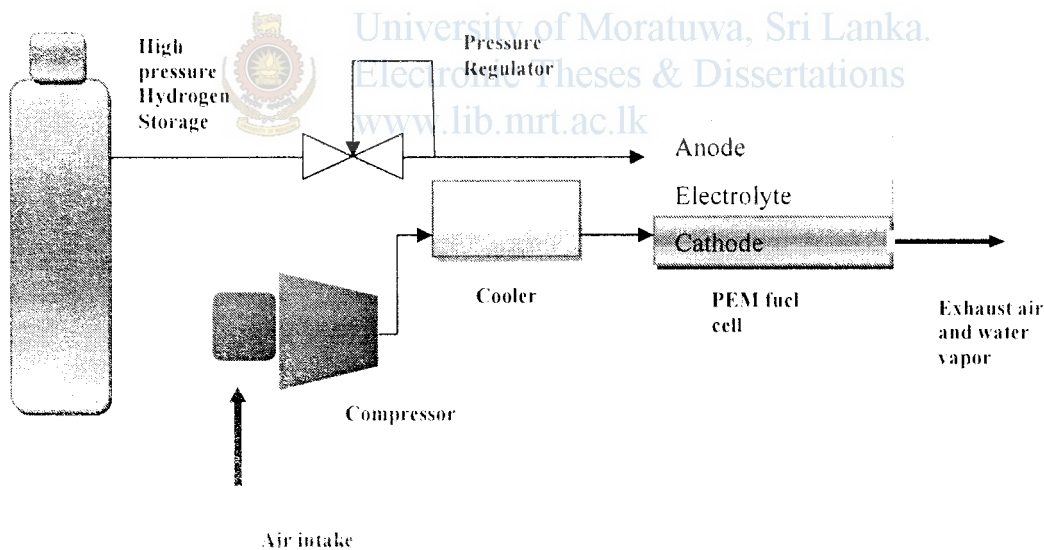 University of Moratuwa, Sri Lanka.
Electronic Theses & Dissertations
www.lib.mrt.ac.lk
High
pressure
Hydrogen
Storage
Pressure
Regulator
Anode
Electrolyte
Cathode
Cooler
PEM fuel
cell
Exhaust air
and water
vapor
Compressor
Air intake